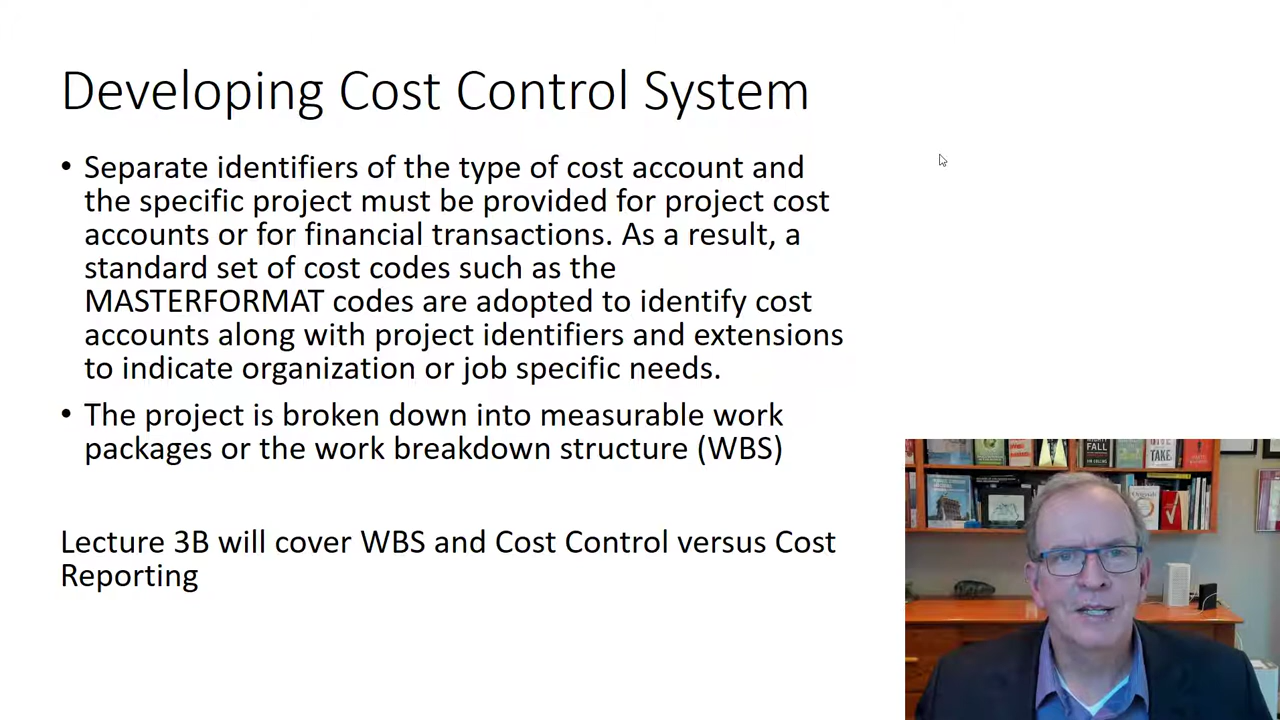 Developing Cost Control System
• Separate identifiers of the type of cost account and
the specific project must be provided for project cost
accounts or for financial transactions. As a result, a
standard set of cost codes such as the
MASTERFORMAT codes are adopted to identify cost
accounts along with project identifiers and extensions
to indicate organization or job specific needs.
• The project is broken down into measurable work
packages or the work breakdown structure (WBS)
Lecture 3B will cover WBS and Cost Control versus Cost
Reporting
FALL
TAKE